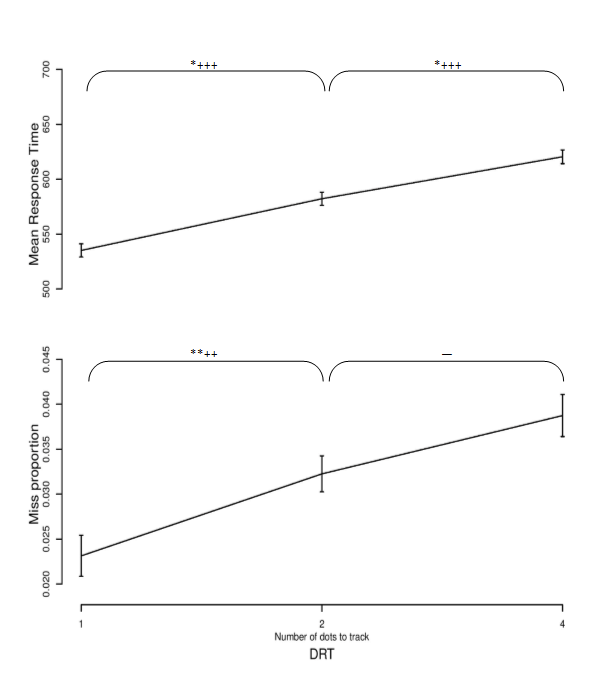 *+++ *+++
Mean Response Time
700
650
600
550
500
**++ —
Miss proportion
0.045
0.040
0.035
0.030
0.025
0.020
1 2 4
Number of dots to track
DRT